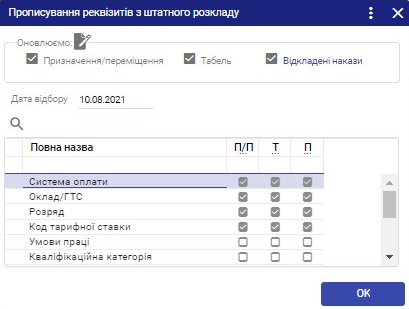 Прописування реквізитів з штатного розкладу
Оновлюємо:
Призначення/переміщення Табель Відкладені накази
Дата відбору 10.08.2021
Повна назва П/П Т П
Система оплати
Оклад/ГТС
Розряд
Код тарифної ставки
Умови праці
Кваліфікаційна категорія
ОК